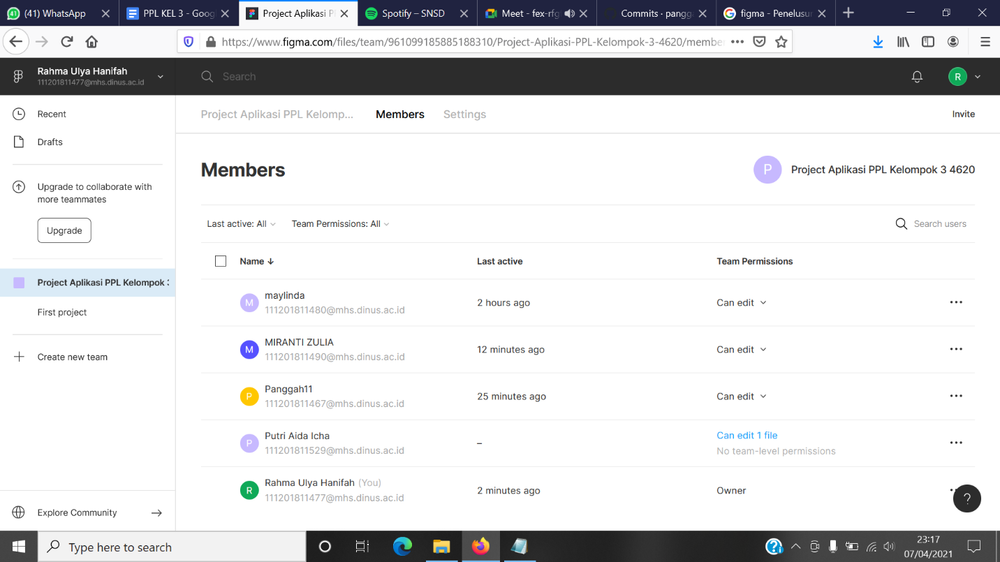 (41) WhatsApp
PPL KEL 3 - Goog
Project Aplikasi P
Spotify – SNSD
Meet - fex-rfg
Commits · pangg
figma - Penelusu
https://www.figma.com/files/team/961099185885188310/Project-Aplikasi-PPL-Kelompok-3-4620/membe
Rahma Ulya Hanifah
111201811477@mhs.dinus.ac.id
Search
R
Recent
Drafts
Upgrade to collaborate with
more teammates
Upgrade
Project Aplikasi PPL Kelompok 3
First project
Create new team
Explore Community
Project Aplikasi PPL Kelomp... Members Settings Invite
Members
P Project Aplikasi PPL Kelompok 3 4620
Last active: All Team Permissions: All Search users
Name Last active Team Permissions
M maylinda
111201811480@mhs.dinus.ac.id
2 hours ago
Can edit
M MIRANTI ZULIA
111201811490@mhs.dinus.ac.id
12 minutes ago
Can edit
P Panggah11
111201811467@mhs.dinus.ac.id
25 minutes ago
Can edit
P Putri Aida Icha
111201811529@mhs.dinus.ac.id
–
Can edit 1 file
No team-level permissions
R Rahma Ulya Hanifah (You)
111201811477@mhs.dinus.ac.id
2 minutes ago
Owner
?
Type here to search
23:17
07/04/2021